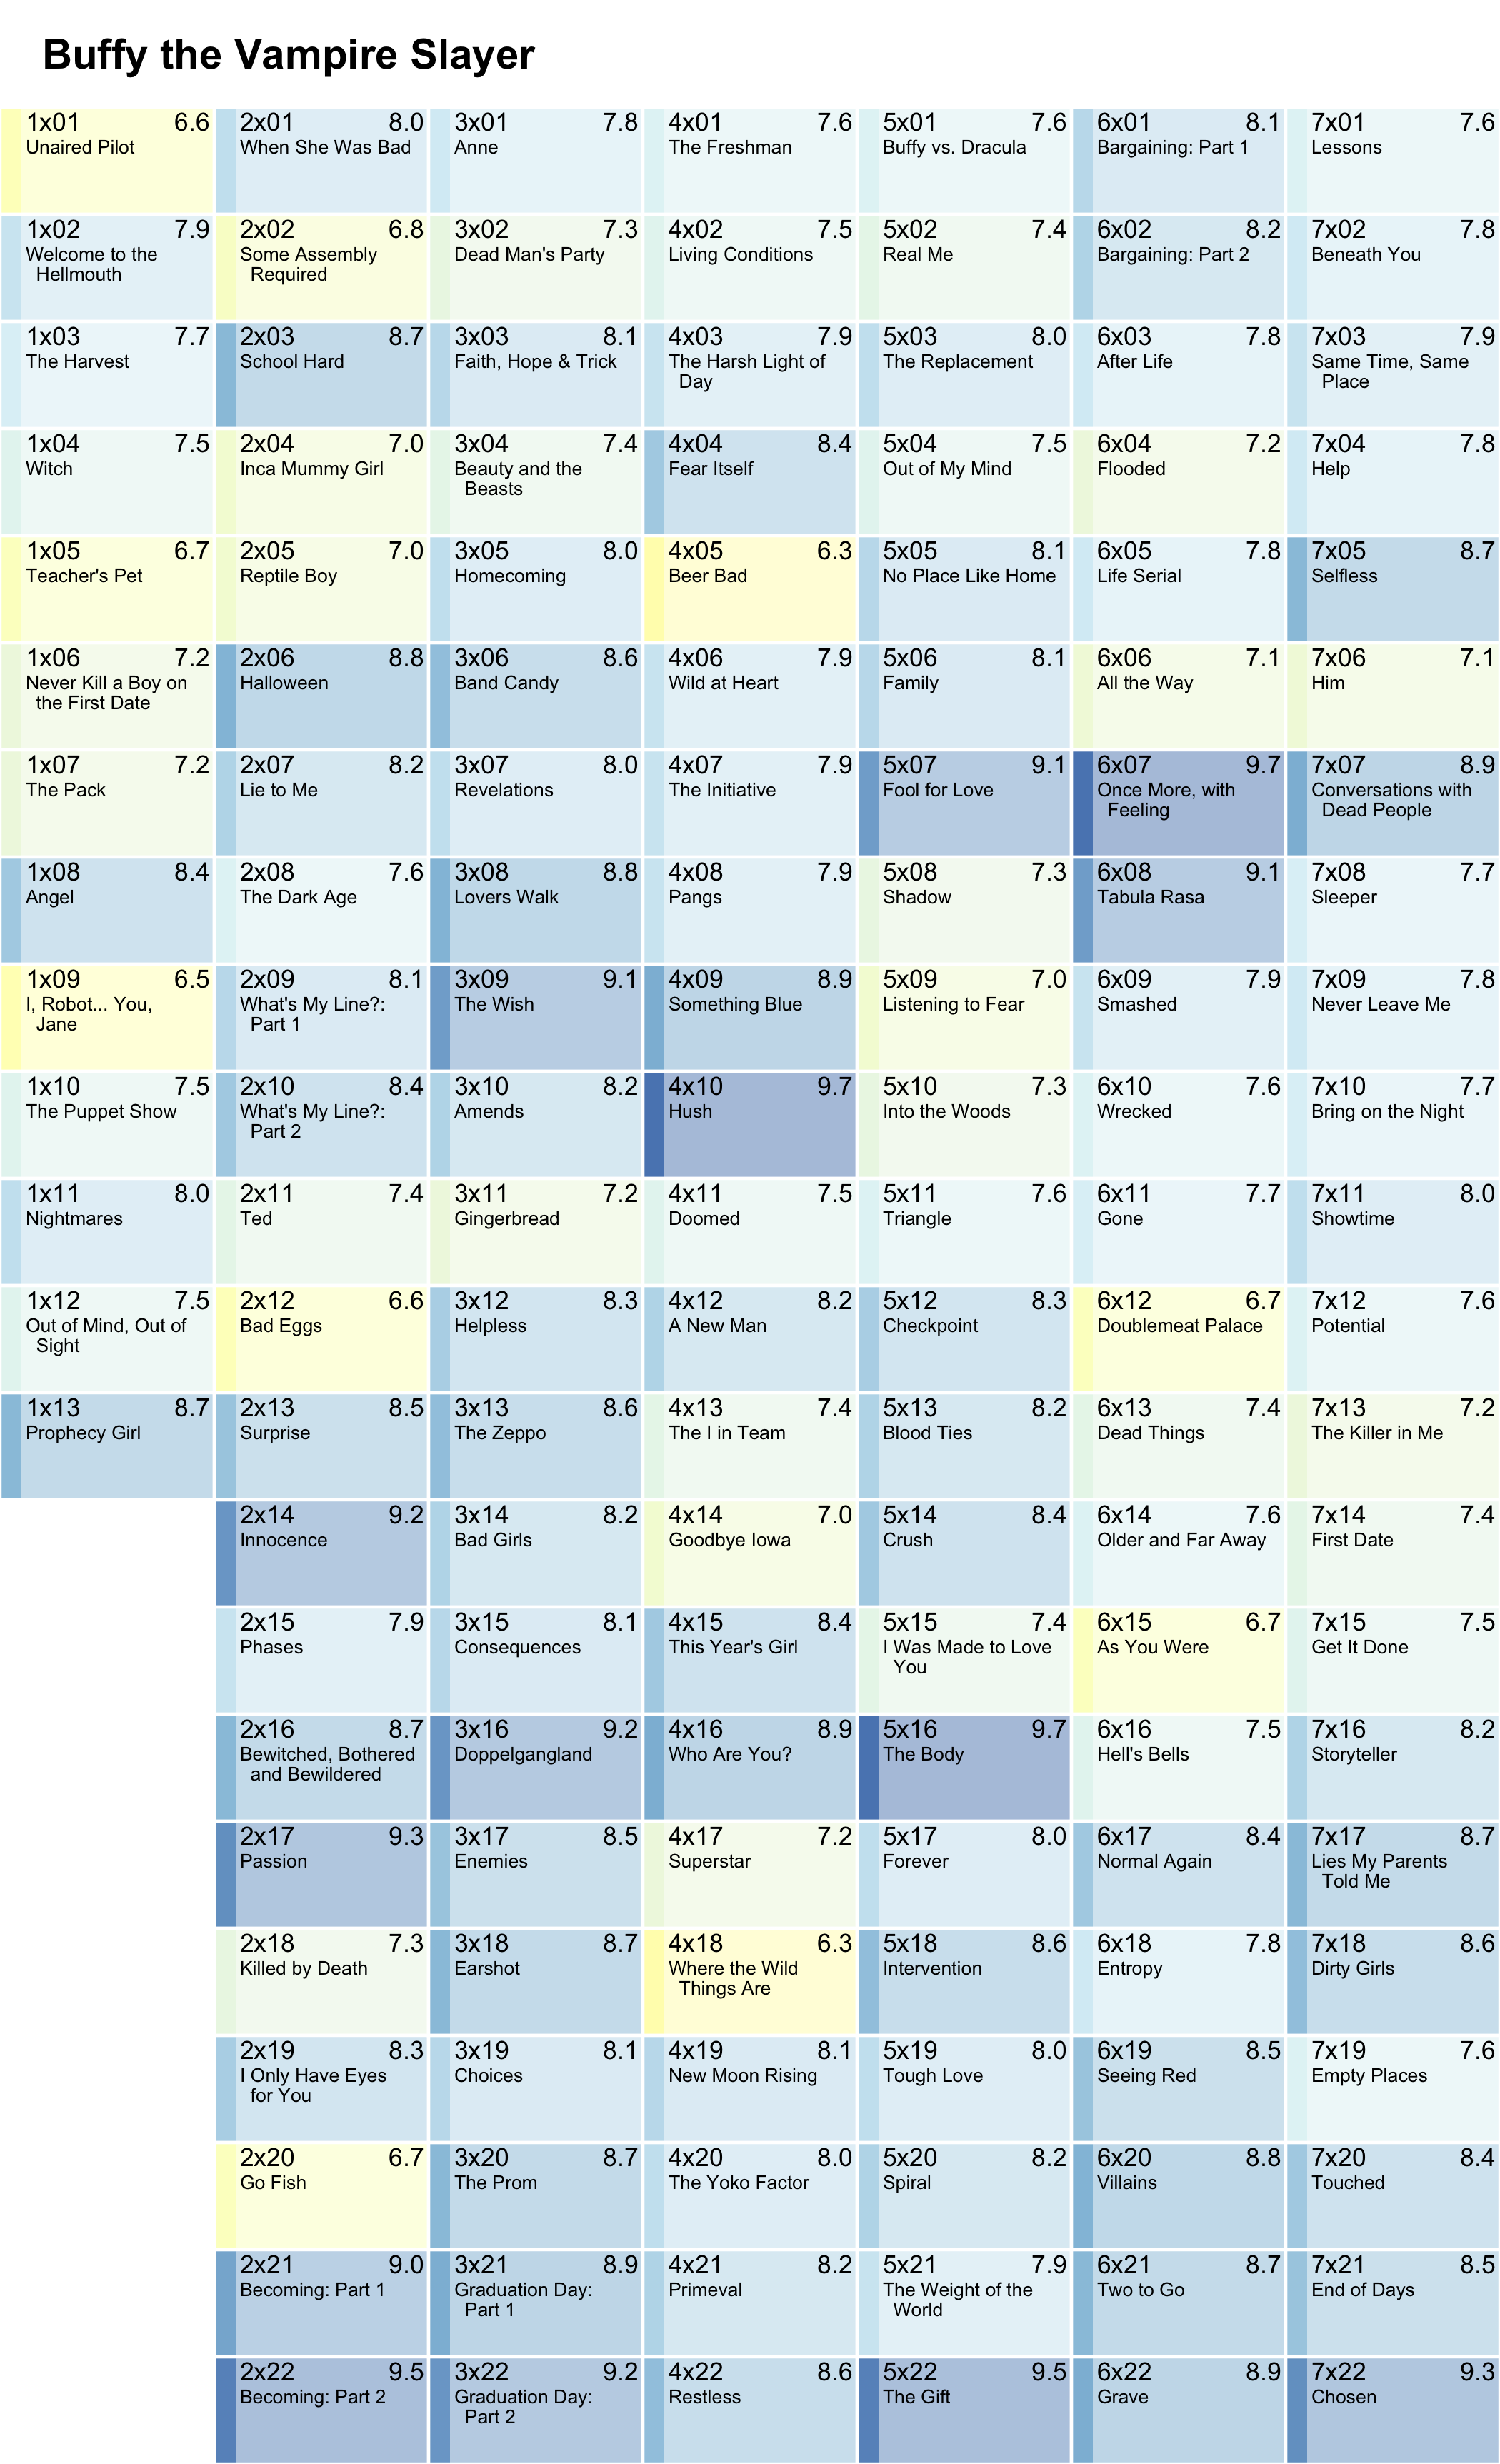 Buffy the Vampire Slayer
1x01 6.6
Unaired Pilot
2x01 8.0
When She Was Bad
3x01 7.8
Anne
4x01 7.6
The Freshman
5x01 7.6
Buffy vs. Dracula
6x01 8.1
Bargaining: Part 1
7x01 7.6
Lessons
1x02 7.9
Welcome to the
Hellmouth
2x02 6.8
Some Assembly
Required
3x02 7.3
Dead Man's Party
4x02 7.5
Living Conditions
5x02 7.4
Real Me
6x02 8.2
Bargaining: Part 2
7x02 7.8
Beneath You
1x03 7.7
The Harvest
2x03 8.7
School Hard
3x03 8.1
Faith, Hope & Trick
4x03 7.9
The Harsh Light of
Day
5x03 8.0
The Replacement
6x03 7.8
After Life
7x03 7.9
Same Time, Same
Place
1x04 7.5
Witch
2x04 7.0
Inca Mummy Girl
3x04 7.4
Beauty and the
Beasts
4x04 8.4
Fear Itself
5x04 7.5
Out of My Mind
6x04 7.2
Flooded
7x04 7.8
Help
1x05 6.7
Teacher's Pet
2x05 7.0
Reptile Boy
3x05 8.0
Homecoming
4x05 6.3
Beer Bad
5x05 8.1
No Place Like Home
6x05 7.8
Life Serial
7x05 8.7
Selfless
1x06 7.2
Never Kill a Boy on
the First Date
2x06 8.8
Halloween
3x06 8.6
Band Candy
4x06 7.9
Wild at Heart
5x06 8.1
Family
6x06 7.1
All the Way
7x06 7.1
Him
1x07 7.2
The Pack
2x07 8.2
Lie to Me
3x07 8.0
Revelations
4x07 7.9
The Initiative
5x07 9.1
Fool for Love
6x07 9.7
Once More, with
Feeling
7x07 8.9
Conversations with
Dead People
1x08 8.4
Angel
2x08 7.6
The Dark Age
3x08 8.8
Lovers Walk
4x08 7.9
Pangs
5x08 7.3
Shadow
6x08 9.1
Tabula Rasa
7x08 7.7
Sleeper
1x09 6.5
I, Robot... You,
Jane
2x09 8.1
What's My Line?:
Part 1
3x09 9.1
The Wish
4x09 8.9
Something Blue
5x09 7.0
Listening to Fear
6x09 7.9
Smashed
7x09 7.8
Never Leave Me
1x10 7.5
The Puppet Show
2x10 8.4
What's My Line?:
Part 2
3x10 8.2
Amends
4x10 9.7
Hush
5x10 7.3
Into the Woods
6x10 7.6
Wrecked
7x10 7.7
Bring on the Night
1x11 8.0
Nightmares
2x11 7.4
Ted
3x11 7.2
Gingerbread
4x11 7.5
Doomed
5x11 7.6
Triangle
6x11 7.7
Gone
7x11 8.0
Showtime
1x12 7.5
Out of Mind, Out of
Sight
2x12 6.6
Bad Eggs
3x12 8.3
Helpless
4x12 8.2
A New Man
5x12 8.3
Checkpoint
6x12 6.7
Doublemeat Palace
7x12 7.6
Potential
1x13 8.7
Prophecy Girl
2x13 8.5
Surprise
3x13 8.6
The Zeppo
4x13 7.4
The I in Team
5x13 8.2
Blood Ties
6x13 7.4
Dead Things
7x13 7.2
The Killer in Me
2x14 9.2
Innocence
3x14 8.2
Bad Girls
4x14 7.0
Goodbye Iowa
5x14 8.4
Crush
6x14 7.6
Older and Far Away
7x14 7.4
First Date
2x15 7.9
Phases
3x15 8.1
Consequences
4x15 8.4
This Year's Girl
5x15 7.4
I Was Made to Love
You
6x15 6.7
As You Were
7x15 7.5
Get It Done
2x16 8.7
Bewitched, Bothered
and Bewildered
3x16 9.2
Doppelgangland
4x16 8.9
Who Are You?
5x16 9.7
The Body
6x16 7.5
Hell's Bells
7x16 8.2
Storyteller
2x17 9.3
Passion
3x17 8.5
Enemies
4x17 7.2
Superstar
5x17 8.0
Forever
6x17 8.4
Normal Again
7x17 8.7
Lies My Parents
Told Me
2x18 7.3
Killed by Death
3x18 8.7
Earshot
4x18 6.3
Where the Wild
Things Are
5x18 8.6
Intervention
6x18 7.8
Entropy
7x18 8.6
Dirty Girls
2x19 8.3
I Only Have Eyes
for You
3x19 8.1
Choices
4x19 8.1
New Moon Rising
5x19 8.0
Tough Love
6x19 8.5
Seeing Red
7x19 7.6
Empty Places
2x20 6.7
Go Fish
3x20 8.7
The Prom
4x20 8.0
The Yoko Factor
5x20 8.2
Spiral
6x20 8.8
Villains
7x20 8.4
Touched
2x21 9.0
Becoming: Part 1
3x21 8.9
Graduation Day:
Part 1
4x21 8.2
Primeval
5x21 7.9
The Weight of the
World
6x21 8.7
Two to Go
7x21 8.5
End of Days
2x22 9.5
Becoming: Part 2
3x22 9.2
Graduation Day:
Part 2
4x22 8.6
Restless
5x22 9.5
The Gift
6x22 8.9
Grave
7x22 9.3
Chosen